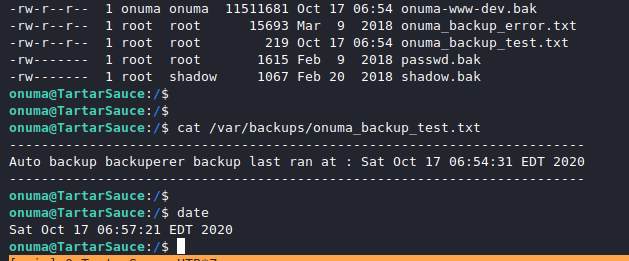 -rw-r--r-- 1 onuma onuma 11511681 Oct 17 06:54 onuma-www-dev.bak
-rw-r--r-- 1 root root 15693 Mar 9 2018 onuma_backup_error.txt
-rw-r--r-- 1 root root 219 Oct 17 06:54 onuma_backup_test.txt
-rw------- 1 root root 1615 Feb 9 2018 passwd.bak
-rw------- 1 root shadow 1067 Feb 20 2018 shadow.bak
onuma@TartarSauce:/$
onuma@TartarSauce:/$
onuma@TartarSauce:/$ cat /var/backups/onuma_backup_test.txt
------------------------------------------------------------------------
Auto backup backuperer backup last ran at : Sat Oct 17 06:54:31 EDT 2020
------------------------------------------------------------------------
onuma@TartarSauce:/$
onuma@TartarSauce:/$ date
Sat Oct 17 06:57:21 EDT 2020
onuma@TartarSauce:/$